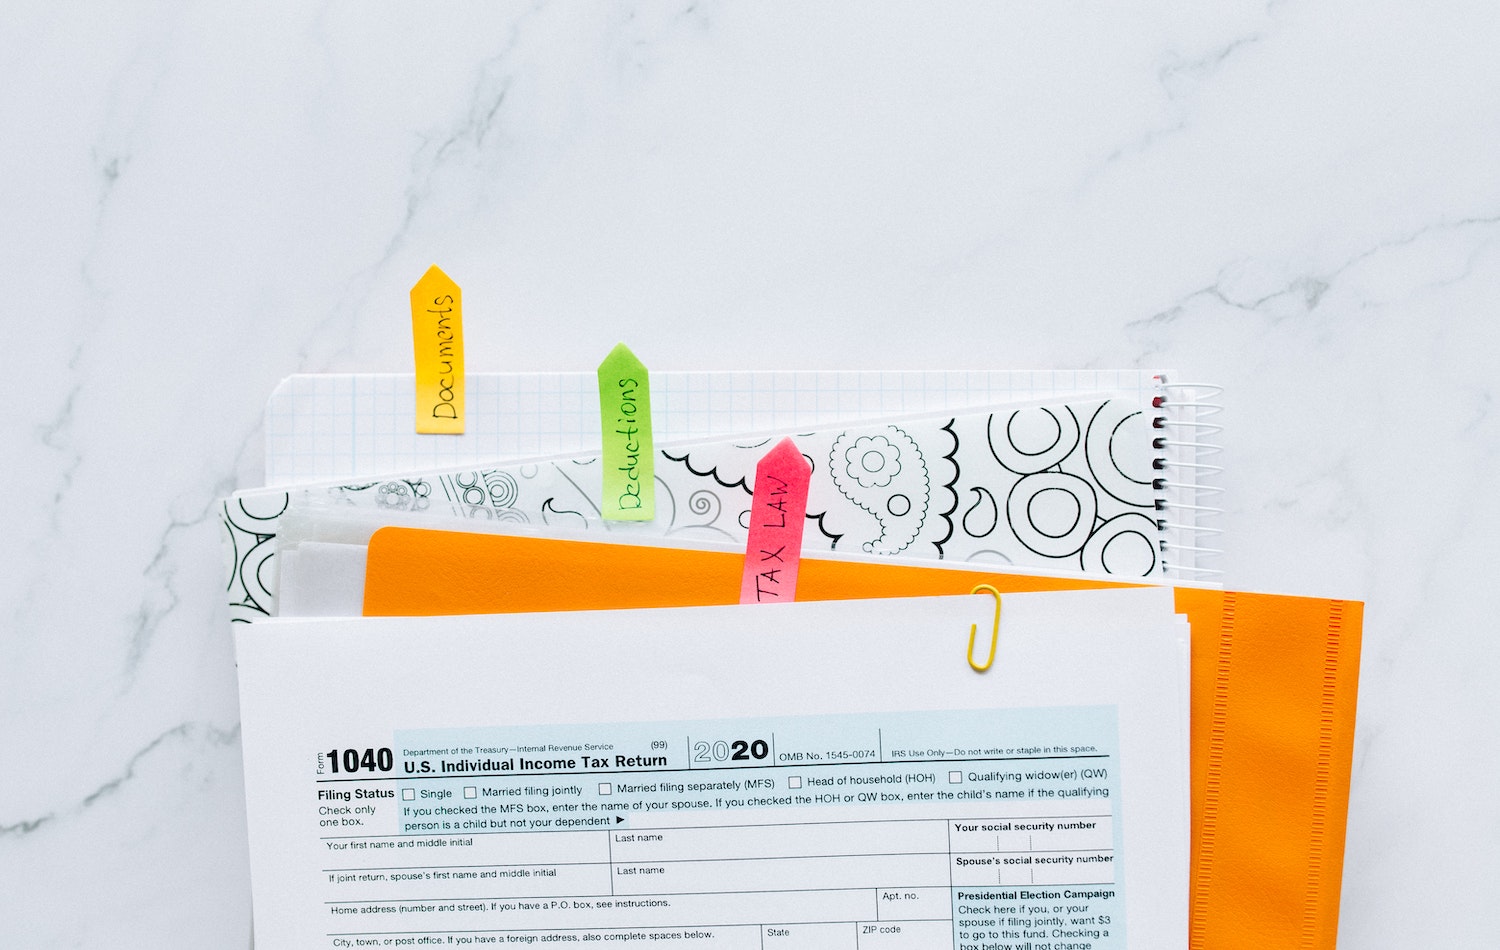 Documents
Deductions
TAX LAW
Form 1040 Department of the Treasury—Internal Revenue Service (99)
U.S. Individual Income Tax Return 2020 OMB No. 1545-0074 IRS Use Only—Do not write or staple in this space.
Filing Status Single Married filing jointly Married filing separately (MFS) Head of household (HOH) Qualifying widow(er) (QW)
Check only
one box.
If you checked the MFS box, enter the name of your spouse. If you checked the HOH or QW box, enter the child's name if the qualifying
person is a child but not your dependent ▶
Your first name and middle initial Last name Your social security number
If joint return, spouse's first name and middle initial Last name Spouse's social security number
Home address (number and street). If you have a P.O. box, see instructions. Apt. no.
City, town, or post office. If you have a foreign address, also complete spaces below. State ZIP code
Presidential Election Campaign
Check here if you, or your
spouse if filing jointly, want $3
to go to this fund. Checking a
box below will not change